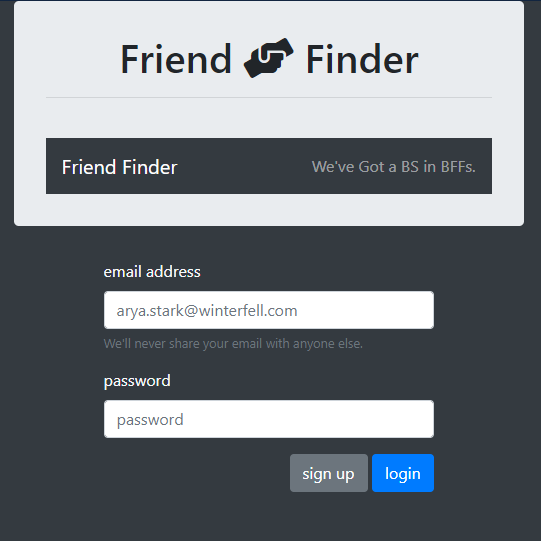 Friend Finder
Friend Finder We've Got a BS in BFFs.
email address
arya.stark@winterfell.com
We'll never share your email with anyone else.
password
password
sign up login